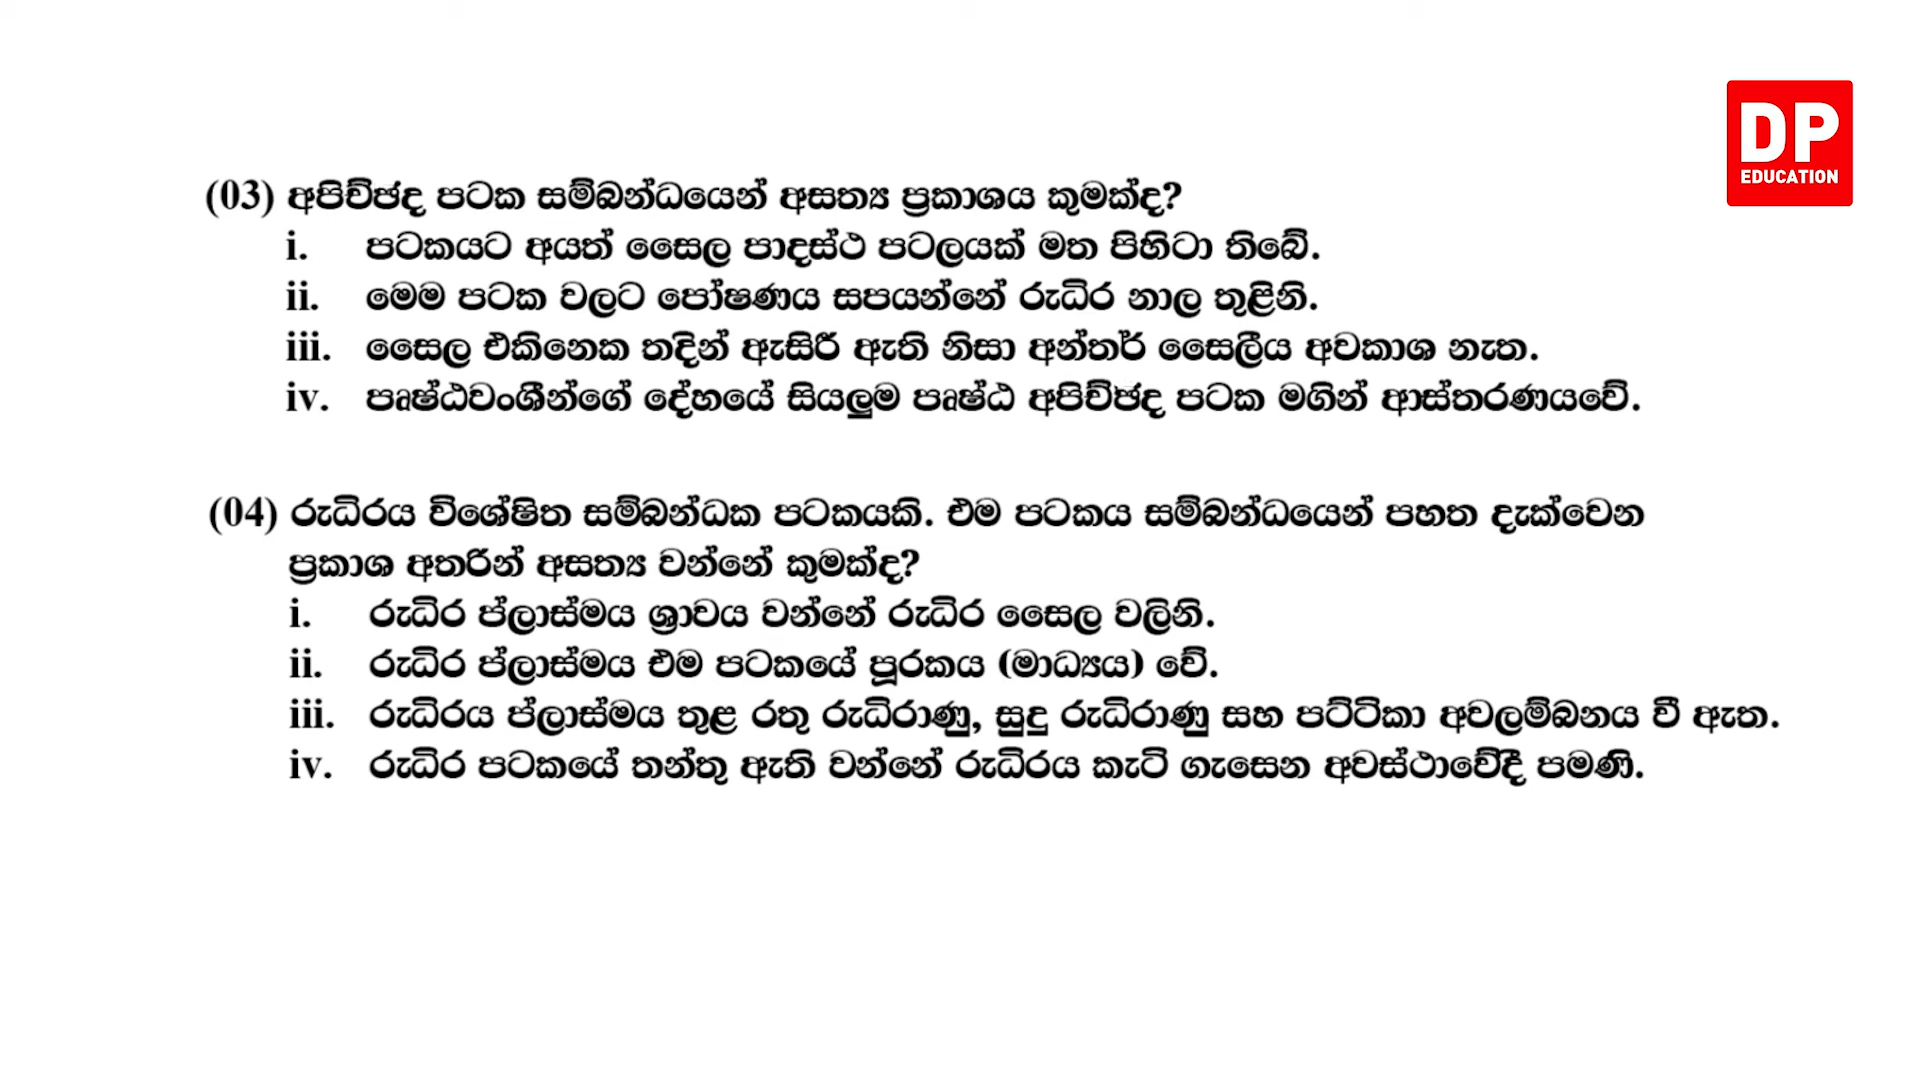 DP
EDUCATION
(03) අපිච්ඡද පටක සම්බන්ධයෙන් අසත්‍ය ප්‍රකාශය කුමක්ද?
i. පටකයට අයත් සෛල පාදස්ථ පටලයක් මත පිහිටා තිබේ.
ii. මෙම පටක වලට පෝෂණය සපයන්නේ රුධිර නාල තුළිනි.
iii. සෛල එකිනෙක තදින් ඇසිරී ඇති නිසා අන්තර් සෛලීය අවකාශ නැත.
iv. පෘෂ්ඨවංශීන්ගේ දේහයේ සියලුම පෘෂ්ඨ අපිච්ඡද පටක මගින් ආස්තරණයවේ.
(04) රුධිරය විශේෂිත සම්බන්ධක පටකයකි. එම පටකය සම්බන්ධයෙන් පහත දැක්වෙන
ප්‍රකාශ අතරින් අසත්‍ය වන්නේ කුමක්ද?
i. රුධිර ප්ලාස්මය ශ්‍රාවය වන්නේ රුධිර සෛල වලිනි.
ii. රුධිර ප්ලාස්මය එම පටකයේ පූරකය (මාධ්‍යය) වේ.
iii. රුධිරය ප්ලාස්මය තුළ රතු රුධිරාණු, සුදු රුධිරාණු සහ පට්ටිකා අවලම්බනය වී ඇත.
iv. රුධිර පටකයේ තන්තු ඇති වන්නේ රුධිරය කැටි ගැසෙන අවස්ථාවේදී පමණි.